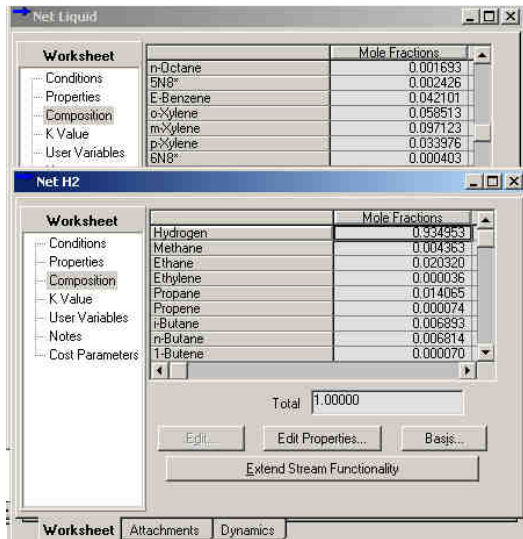 Net Liquid
Worksheet
Conditions
Properties
Composition
K Value
User Variables
Mole Fractions
n-Octane 0.001693
5N8* 0.002426
E-Benzene 0.042101
o-Xylene 0.058513
m-Xylene 0.097123
p-Xylene 0.033976
6N8* 0.000403
Net H2
Worksheet
Conditions
Properties
Composition
K Value
User Variables
Notes
Cost Parameters
Mole Fractions
Hydrogen 0.934953
Methane 0.004363
Ethane 0.020320
Ethylene 0.000036
Propane 0.014065
Propene 0.000074
i-Butane 0.006893
n-Butane 0.006814
1-Butene 0.000070
Total 1.00000
Edit... Edit Properties... Basis...
Extend Stream Functionality
Worksheet Attachments Dynamics